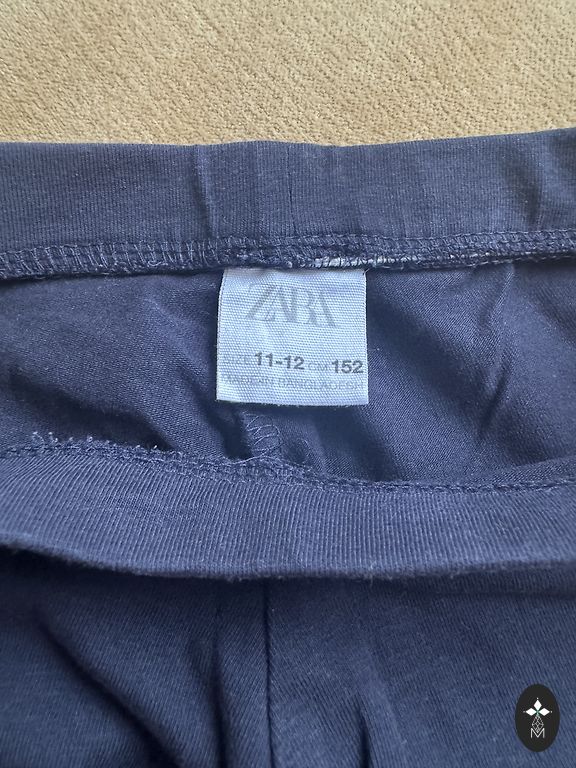 ZARA
SIZE 11-12 CM 152
MADE IN BANGLADESH
M